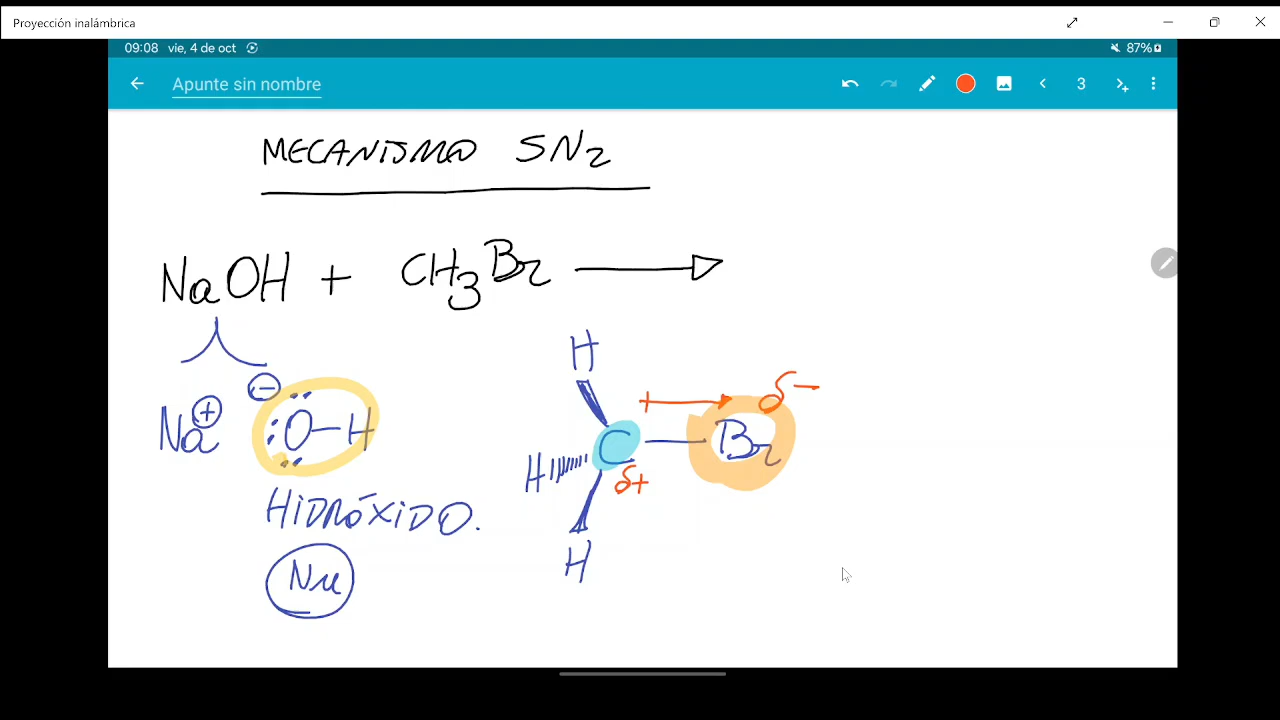 Proyección inalámbrica
09:08 vie, 4 de oct 87%
Apunte sin nombre 3
MECANISMO SN2
NaOH + CH3Br →
H
δ−
Na+ −:Ö−H C Br
H δ+
HIDRÓXIDO.
H
Nu